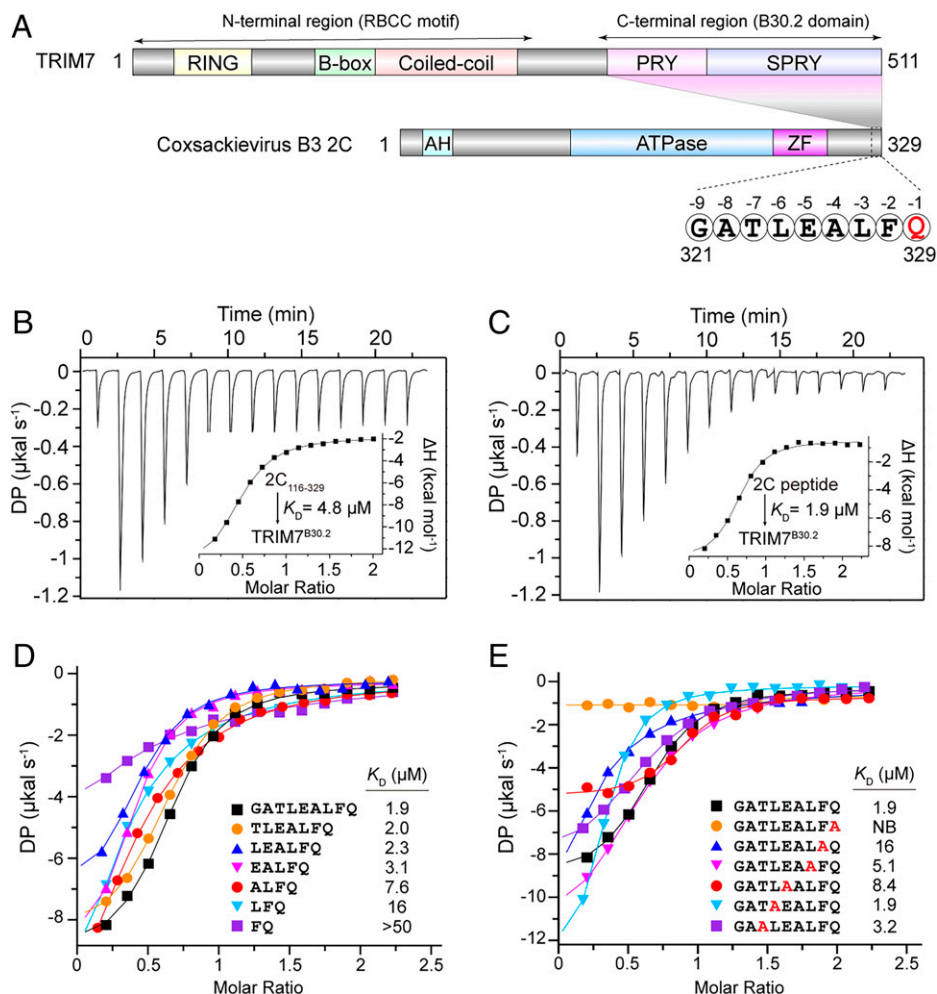 A
N-terminal region (RBCC motif)
C-terminal region (B30.2 domain)
TRIM7 1 RING B-box Coiled-coil PRY SPRY 511
Coxsackievirus B3 2C 1 AH ATPase ZF 329
-9 -8 -7 -6 -5 -4 -3 -2 -1
G A T L E A L F Q
321 329
B
Time (min)
0 5 10 15 20
DP (µkal s⁻¹)
0
-0.2
-0.4
-0.6
-0.8
-1
-1.2
2C₁₁₆₋₃₂₉
K_D= 4.8 µM
TRIM7ᴮ³⁰·²
ΔH (kcal mol⁻¹)
-2
-4
-6
-8
-10
-12
0 0.5 1 1.5 2
Molar Ratio
C
Time (min)
0 5 10 15 20
DP (µkal s⁻¹)
0
-0.2
-0.4
-0.6
-0.8
-1
-1.2
2C peptide
K_D= 1.9 µM
TRIM7ᴮ³⁰·²
ΔH (kcal mol⁻¹)
-2
-4
-6
-8
0 0.5 1 1.5 2
Molar Ratio
D
DP (µkal s⁻¹)
0
-2
-4
-6
-8
K_D (µM)
GATLEALFQ 1.9
TLEALFQ 2.0
LEALFQ 2.3
EALFQ 3.1
ALFQ 7.6
LFQ 16
FQ >50
0 0.5 1 1.5 2 2.5
Molar Ratio
E
DP (µkal s⁻¹)
0
-2
-4
-6
-8
-10
-12
K_D (µM)
GATLEALFQ 1.9
GATLEALFA NB
GATLEALAQ 16
GATLEAAFQ 5.1
GATLAALFQ 8.4
GATAEALFQ 1.9
GAALEALFQ 3.2
0 0.5 1 1.5 2 2.5
Molar Ratio